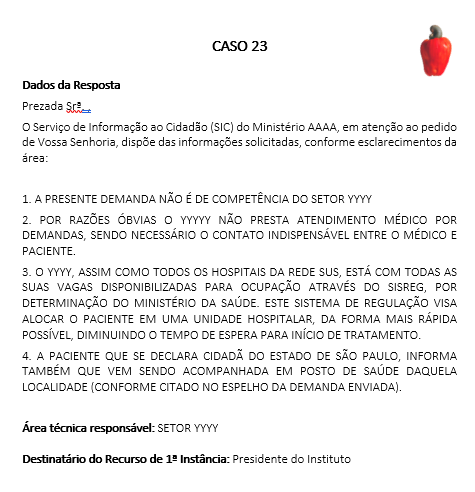 CASO 23
Dados da Resposta
Prezada Srª...
O Serviço de Informação ao Cidadão (SIC) do Ministério AAAA, em atenção ao pedido
de Vossa Senhoria, dispõe das informações solicitadas, conforme esclarecimentos da
área:
1. A PRESENTE DEMANDA NÃO É DE COMPETÊNCIA DO SETOR YYYY
2. POR RAZÕES ÓBVIAS O YYYYY NÃO PRESTA ATENDIMENTO MÉDICO POR
DEMANDAS, SENDO NECESSÁRIO O CONTATO INDISPENSÁVEL ENTRE O MÉDICO E
PACIENTE.
3. O YYYY, ASSIM COMO TODOS OS HOSPITAIS DA REDE SUS, ESTÁ COM TODAS AS
SUAS VAGAS DISPONIBILIZADAS PARA OCUPAÇÃO ATRAVÉS DO SISREG, POR
DETERMINAÇÃO DO MINISTÉRIO DA SAÚDE. ESTE SISTEMA DE REGULAÇÃO VISA
ALOCAR O PACIENTE EM UMA UNIDADE HOSPITALAR, DA FORMA MAIS RÁPIDA
POSSÍVEL, DIMINUINDO O TEMPO DE ESPERA PARA INÍCIO DE TRATAMENTO.
4. A PACIENTE QUE SE DECLARA CIDADÃ DO ESTADO DE SÃO PAULO, INFORMA
TAMBÉM QUE VEM SENDO ACOMPANHADA EM POSTO DE SAÚDE DAQUELA
LOCALIDADE (CONFORME CITADO NO ESPELHO DA DEMANDA ENVIADA).
Área técnica responsável: SETOR YYYY
Destinatário do Recurso de 1ª Instância: Presidente do Instituto